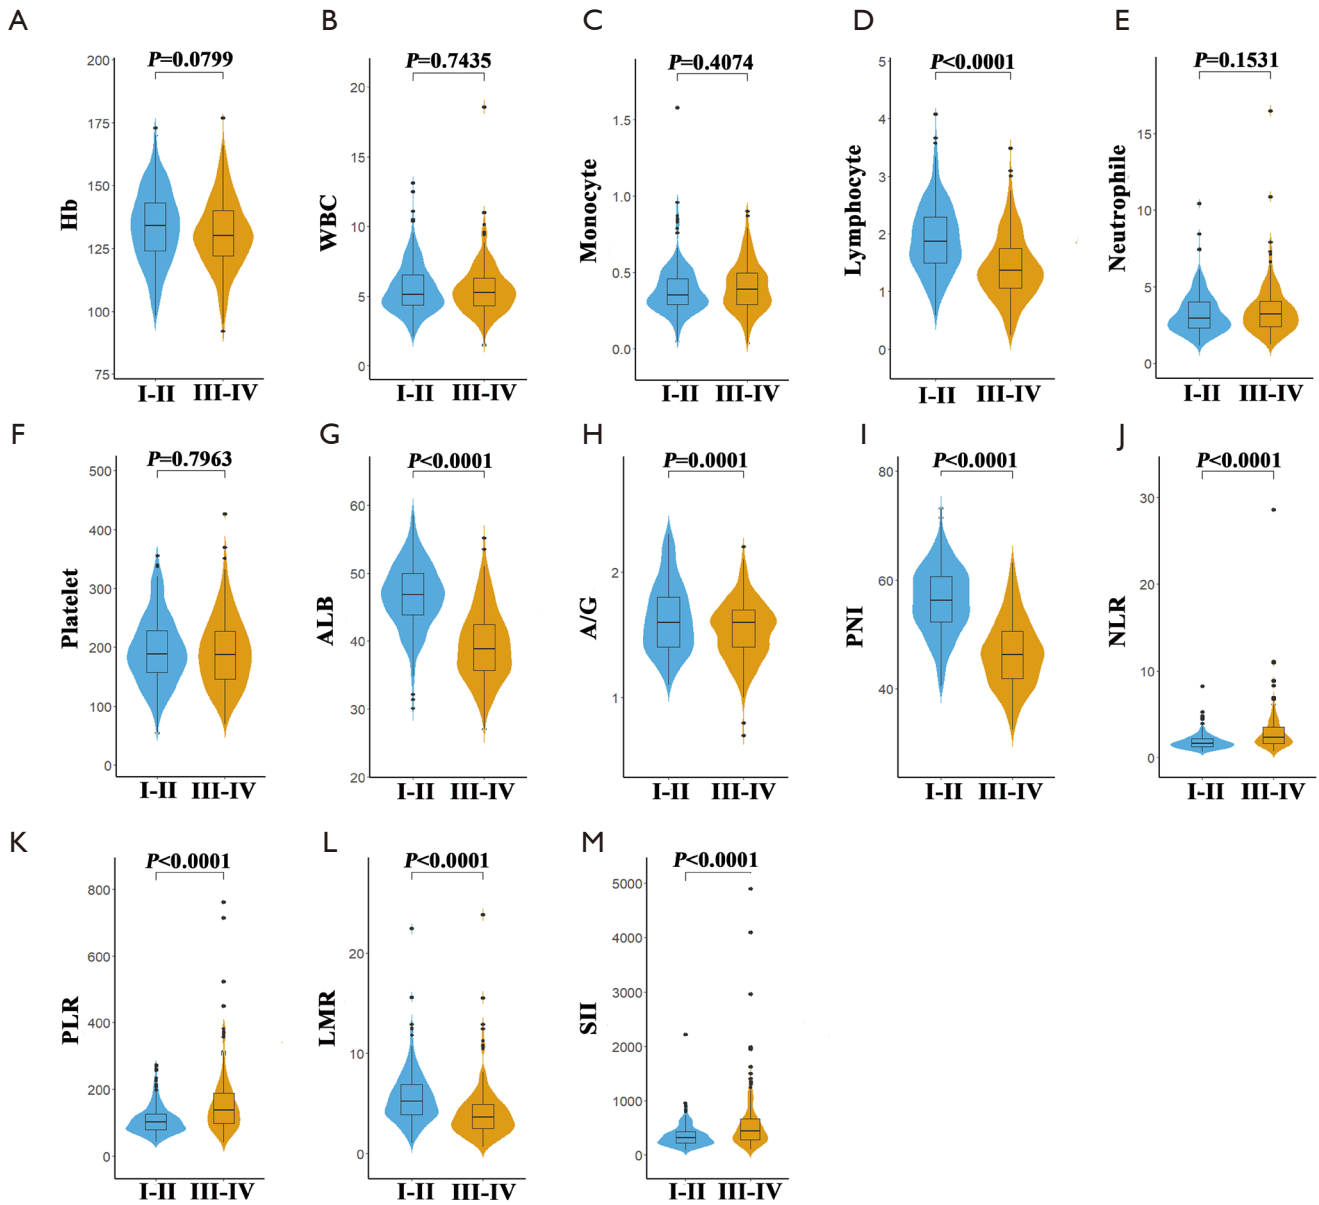 A
B
C
D
E
P=0.0799
P=0.7435
P=0.4074
P<0.0001
P=0.1531
Hb
200
175
150
125
100
75
I-II III-IV
WBC
20
15
10
5
0
I-II III-IV
Monocyte
1.5
1.0
0.5
0.0
I-II III-IV
Lymphocyte
5
4
3
2
1
0
I-II III-IV
Neutrophile
15
10
5
0
I-II III-IV
F
G
H
I
J
P=0.7963
P<0.0001
P=0.0001
P<0.0001
P<0.0001
Platelet
500
400
300
200
100
0
I-II III-IV
ALB
60
50
40
30
20
I-II III-IV
A/G
2
1
I-II III-IV
PNI
80
60
40
I-II III-IV
NLR
30
20
10
0
I-II III-IV
K
L
M
P<0.0001
P<0.0001
P<0.0001
PLR
800
600
400
200
0
I-II III-IV
LMR
20
10
0
I-II III-IV
SII
5000
4000
3000
2000
1000
0
I-II III-IV